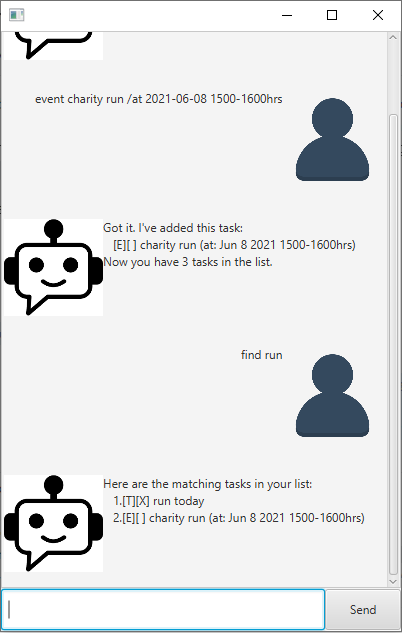 event charity run /at 2021-06-08 1500-1600hrs
Got it. I've added this task:
[E][ ] charity run (at: Jun 8 2021 1500-1600hrs)
Now you have 3 tasks in the list.
find run
Here are the matching tasks in your list:
1.[T][X] run today
2.[E][ ] charity run (at: Jun 8 2021 1500-1600hrs)
Send